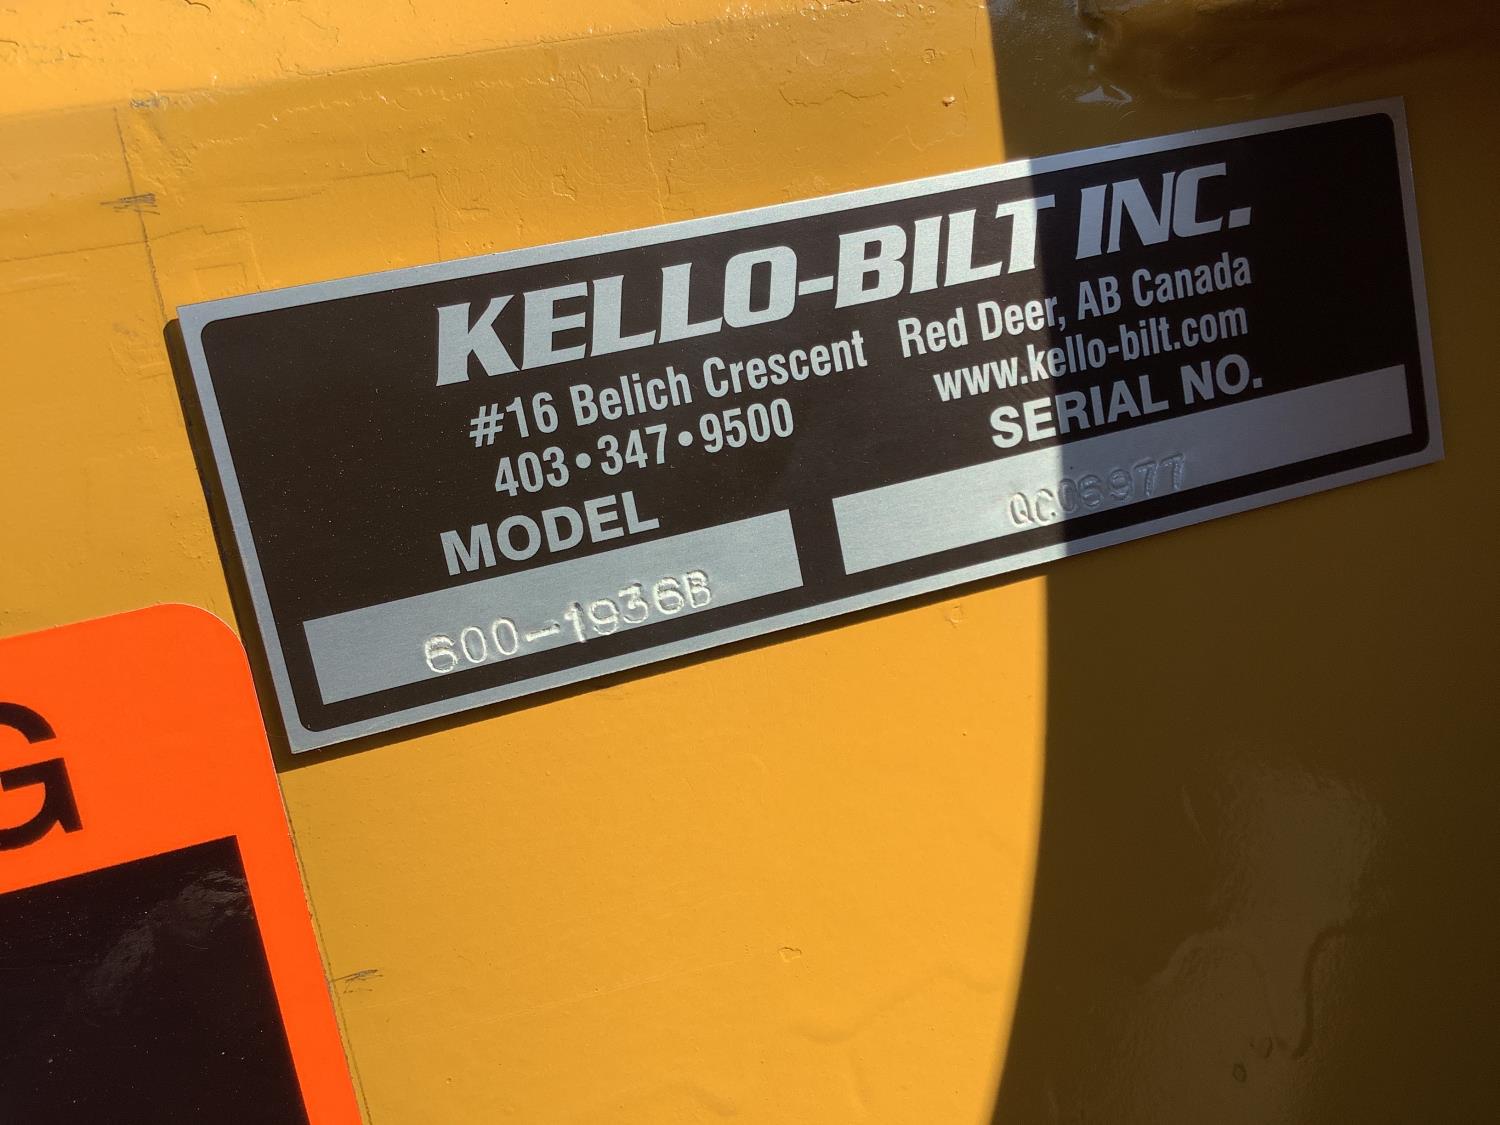 KELLO-BILT INC.
#16 Belich Crescent Red Deer, AB Canada
403•347•9500 www.kello-bilt.com
MODEL SERIAL NO.
600-1936B QC06977
G